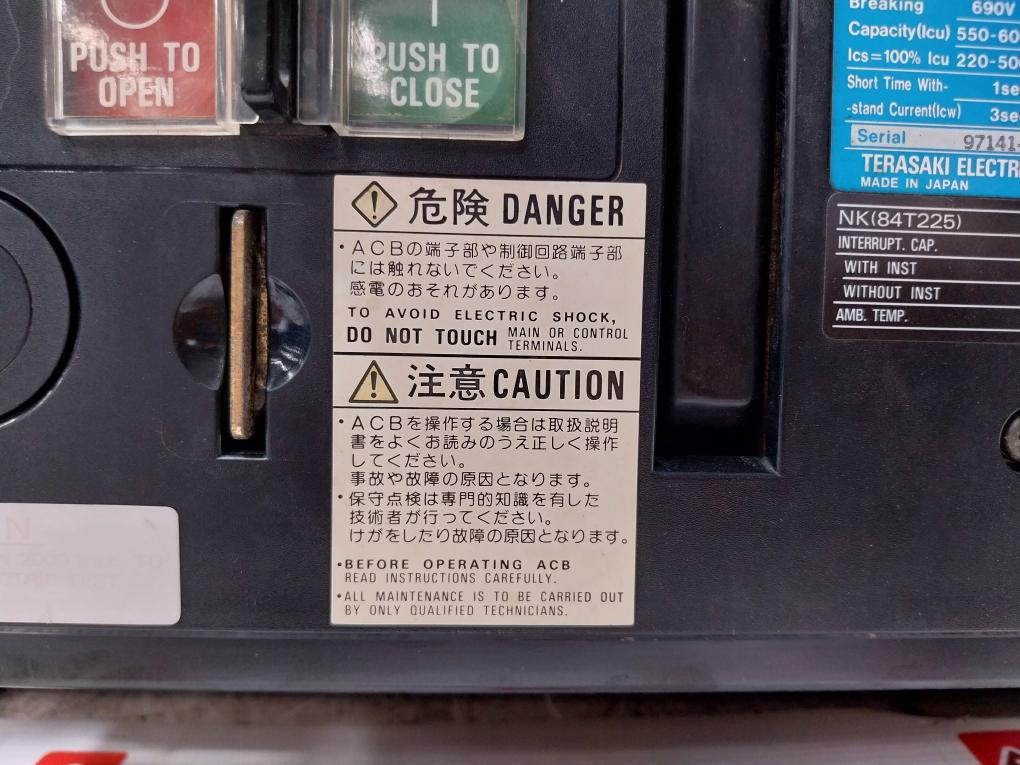 PUSH TO
OPEN
PUSH TO
CLOSE
Breaking 690V
Capacity(Icu) 550-60
Ics=100% Icu 220-50
Short Time With- 1se
-stand Current(Icw) 3se
Serial 97141-
TERASAKI ELECTRI
MADE IN JAPAN
NK(84T225)
INTERRUPT. CAP.
WITH INST
WITHOUT INST
AMB. TEMP.
危険 DANGER
・ACBの端子部や制御回路端子部
には触れないでください。
感電のおそれがあります。
TO AVOID ELECTRIC SHOCK,
DO NOT TOUCH MAIN OR CONTROL
TERMINALS.
注意 CAUTION
・ACBを操作する場合は取扱説明
書をよくお読みのうえ正しく操作
してください。
事故や故障の原因となります。
・保守点検は専門的知識を有した
技術者が行ってください。
けがをしたり故障の原因となります。
・BEFORE OPERATING ACB
READ INSTRUCTIONS CAREFULLY.
・ALL MAINTENANCE IS TO BE CARRIED OUT
BY ONLY QUALIFIED TECHNICIANS.